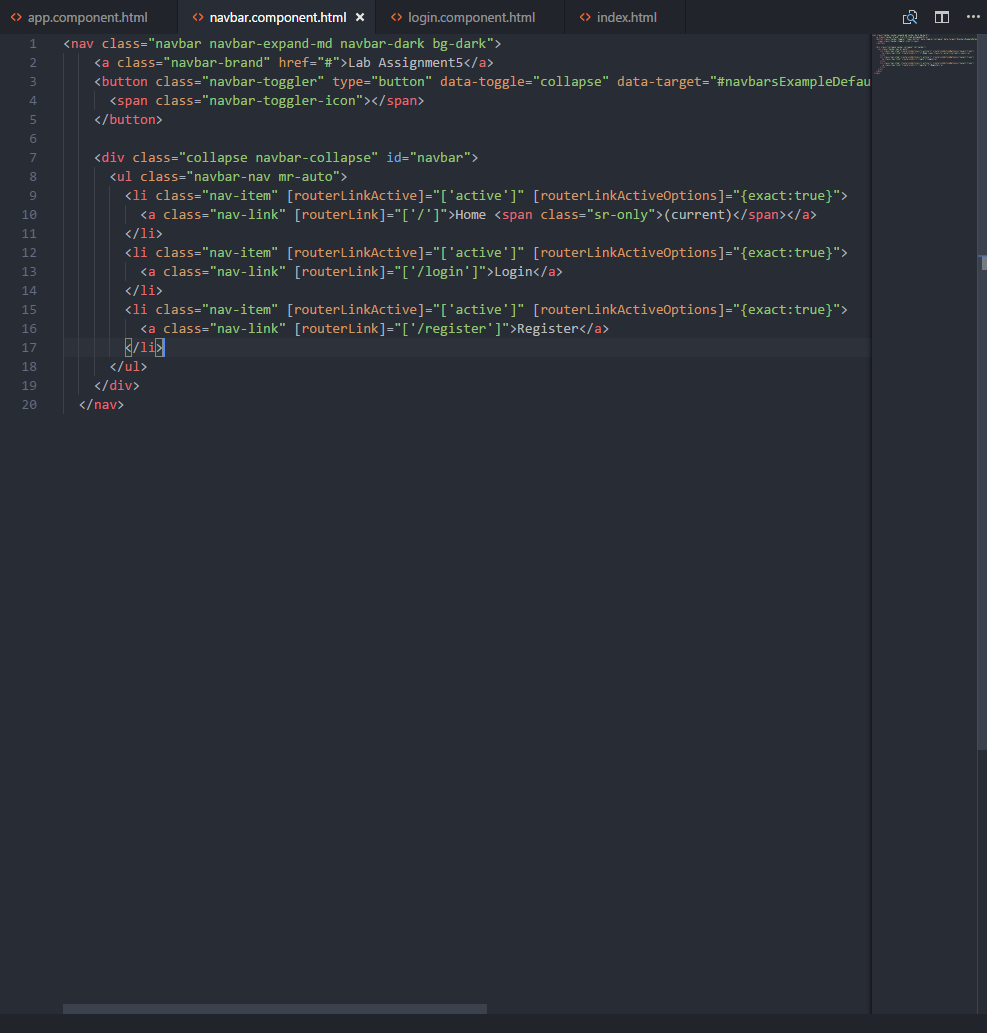 app.component.html navbar.component.html login.component.html index.html
1 <nav class="navbar navbar-expand-md navbar-dark bg-dark">
2 <a class="navbar-brand" href="#">Lab Assignment5</a>
3 <button class="navbar-toggler" type="button" data-toggle="collapse" data-target="#navbarsExampleDefau
4 <span class="navbar-toggler-icon"></span>
5 </button>
6
7 <div class="collapse navbar-collapse" id="navbar">
8 <ul class="navbar-nav mr-auto">
9 <li class="nav-item" [routerLinkActive]="['active']" [routerLinkActiveOptions]="{exact:true}">
10 <a class="nav-link" [routerLink]="['/']">Home <span class="sr-only">(current)</span></a>
11 </li>
12 <li class="nav-item" [routerLinkActive]="['active']" [routerLinkActiveOptions]="{exact:true}">
13 <a class="nav-link" [routerLink]="['/login']">Login</a>
14 </li>
15 <li class="nav-item" [routerLinkActive]="['active']" [routerLinkActiveOptions]="{exact:true}">
16 <a class="nav-link" [routerLink]="['/register']">Register</a>
17 </li>
18 </ul>
19 </div>
20 </nav>